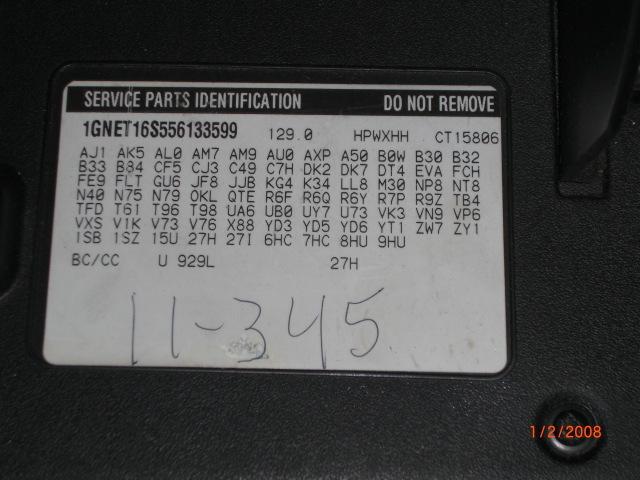 SERVICE PARTS IDENTIFICATION DO NOT REMOVE
1GNET16S556133599 129.0 HPWXHH CT15806
AJ1 AK5 AL0 AM7 AM9 AU0 AXP A50 B0W B30 B32
B33 B84 CF5 CJ3 C49 C7H DK2 DK7 DT4 EVA FCH
FE9 FLT GU6 JF8 JJB KG4 K34 LL8 M30 NP8 NT8
N40 N75 N79 OKL QTE R6F R6Q R6Y R7P R9Z TB4
TFD T61 T96 T98 UA6 UB0 UY7 U73 VK3 VN9 VP6
VXS V1K V73 V76 X88 YD3 YD5 YD6 YT1 ZW7 ZY1
1SB 1SZ 15U 27H 27I 6HC 7HC 8HU 9HU
BC/CC U 929L 27H
11-345
1/2/2008